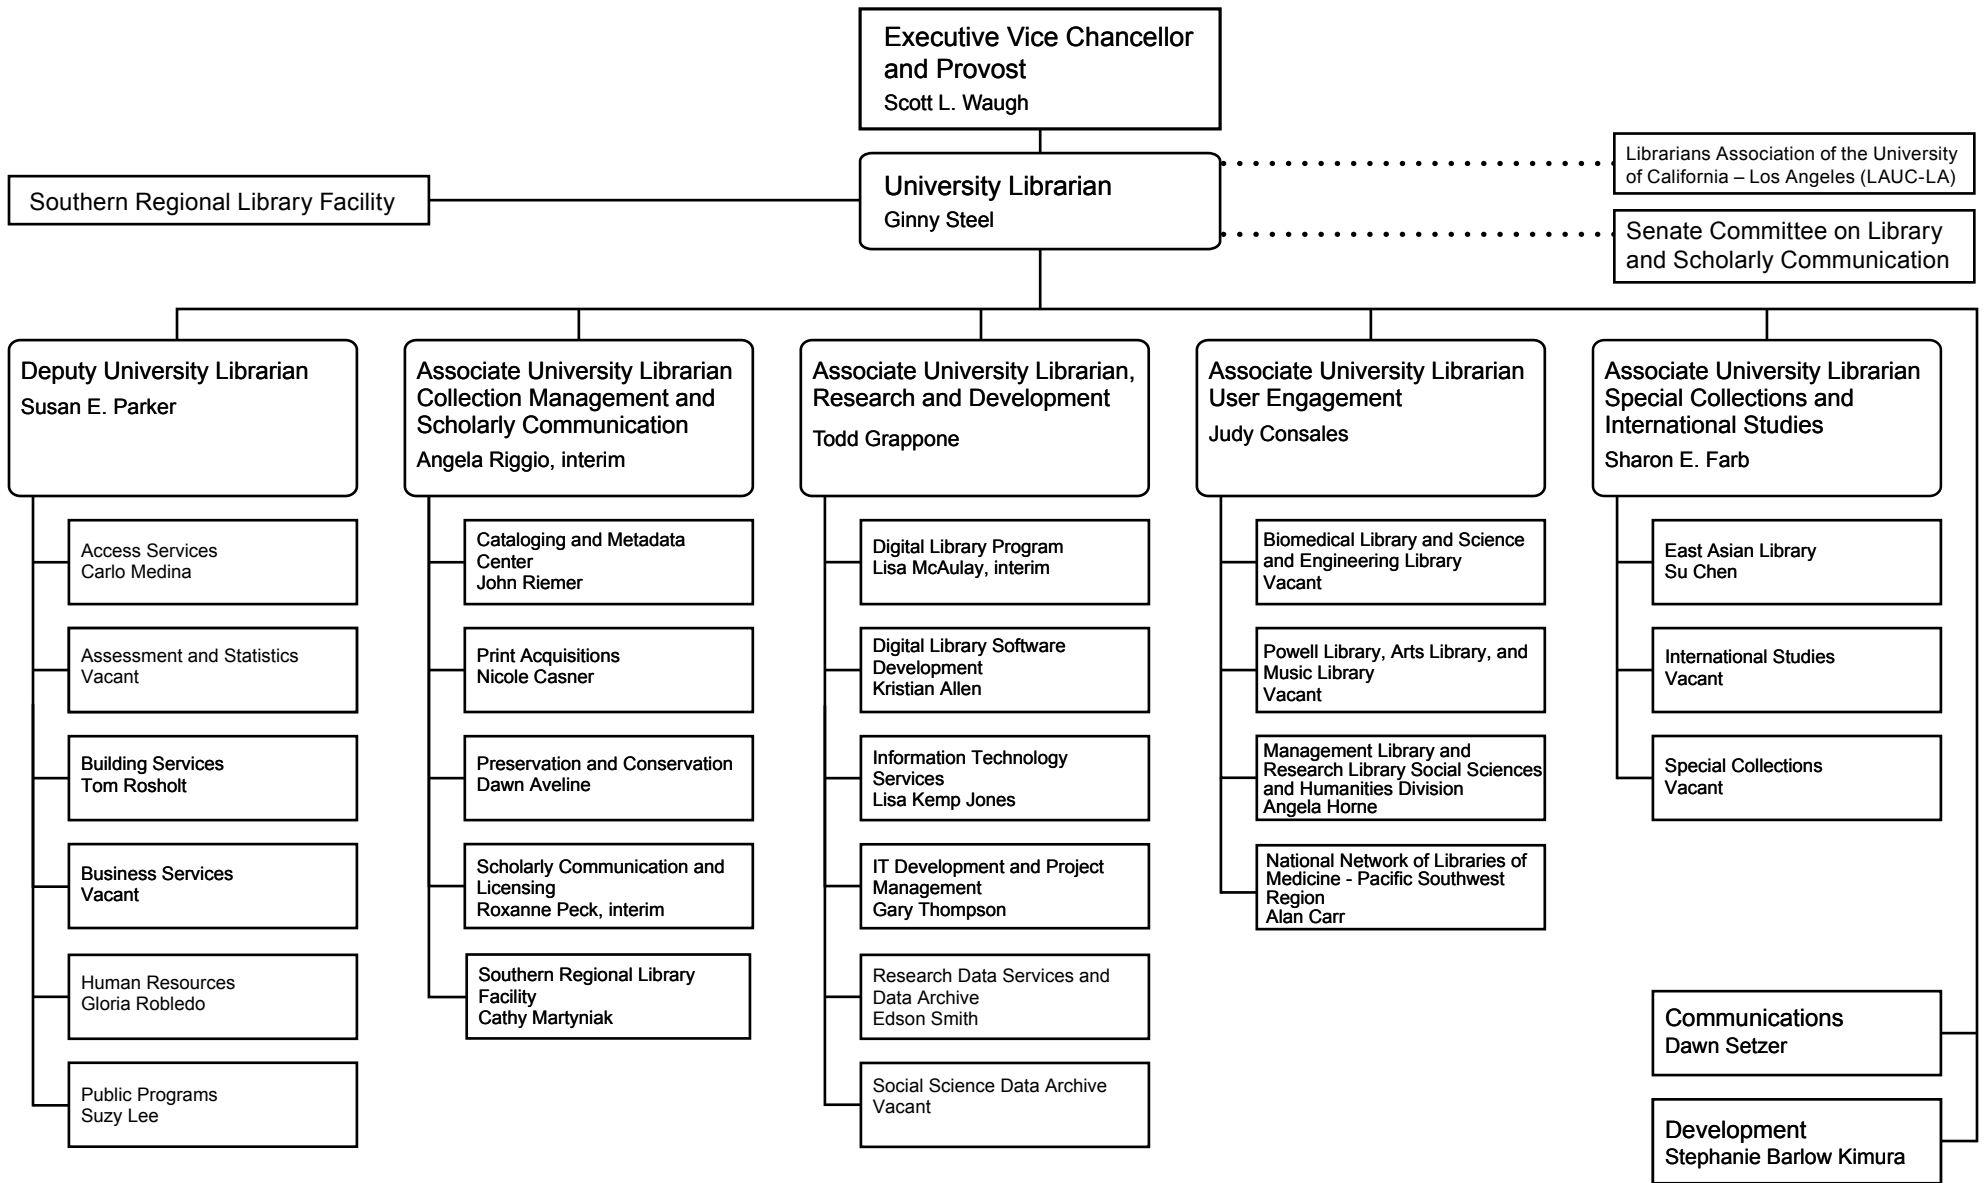 Executive Vice Chancellor
and Provost
Scott L. Waugh
University Librarian
Ginny Steel
Southern Regional Library Facility
Librarians Association of the University
of California – Los Angeles (LAUC-LA)
Senate Committee on Library
and Scholarly Communication
Deputy University Librarian
Susan E. Parker
Access Services
Carlo Medina
Assessment and Statistics
Vacant
Building Services
Tom Rosholt
Business Services
Vacant
Human Resources
Gloria Robledo
Public Programs
Suzy Lee
Associate University Librarian
Collection Management and
Scholarly Communication
Angela Riggio, interim
Cataloging and Metadata
Center
John Riemer
Print Acquisitions
Nicole Casner
Preservation and Conservation
Dawn Aveline
Scholarly Communication and
Licensing
Roxanne Peck, interim
Southern Regional Library
Facility
Cathy Martyniak
Associate University Librarian,
Research and Development
Todd Grappone
Digital Library Program
Lisa McAulay, interim
Digital Library Software
Development
Kristian Allen
Information Technology
Services
Lisa Kemp Jones
IT Development and Project
Management
Gary Thompson
Research Data Services and
Data Archive
Edson Smith
Social Science Data Archive
Vacant
Associate University Librarian
User Engagement
Judy Consales
Biomedical Library and Science
and Engineering Library
Vacant
Powell Library, Arts Library, and
Music Library
Vacant
Management Library and
Research Library Social Sciences
and Humanities Division
Angela Horne
National Network of Libraries of
Medicine - Pacific Southwest
Region
Alan Carr
Associate University Librarian
Special Collections and
International Studies
Sharon E. Farb
East Asian Library
Su Chen
International Studies
Vacant
Special Collections
Vacant
Communications
Dawn Setzer
Development
Stephanie Barlow Kimura